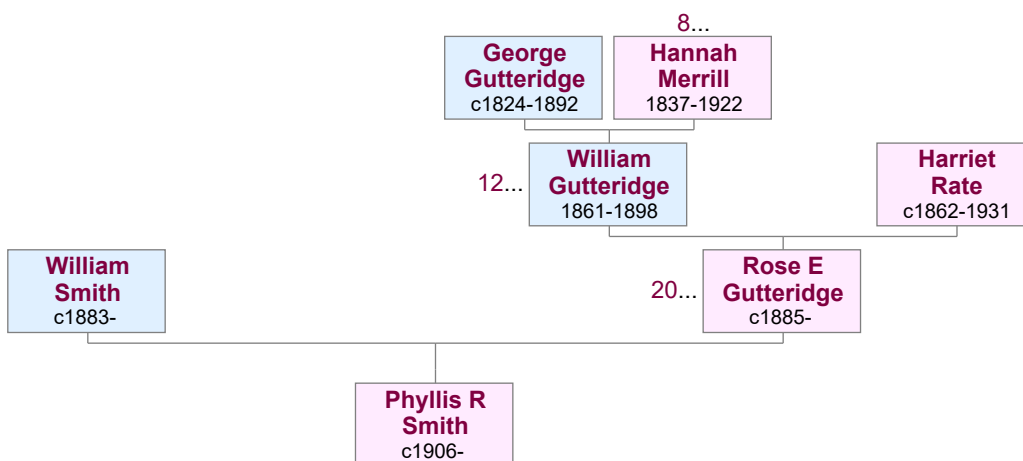 8...
George
Gutteridge
c1824-1892
Hannah
Merrill
1837-1922
12...
William
Gutteridge
1861-1898
Harriet
Rate
c1862-1931
William
Smith
c1883-
20...
Rose E
Gutteridge
c1885-
Phyllis R
Smith
c1906-